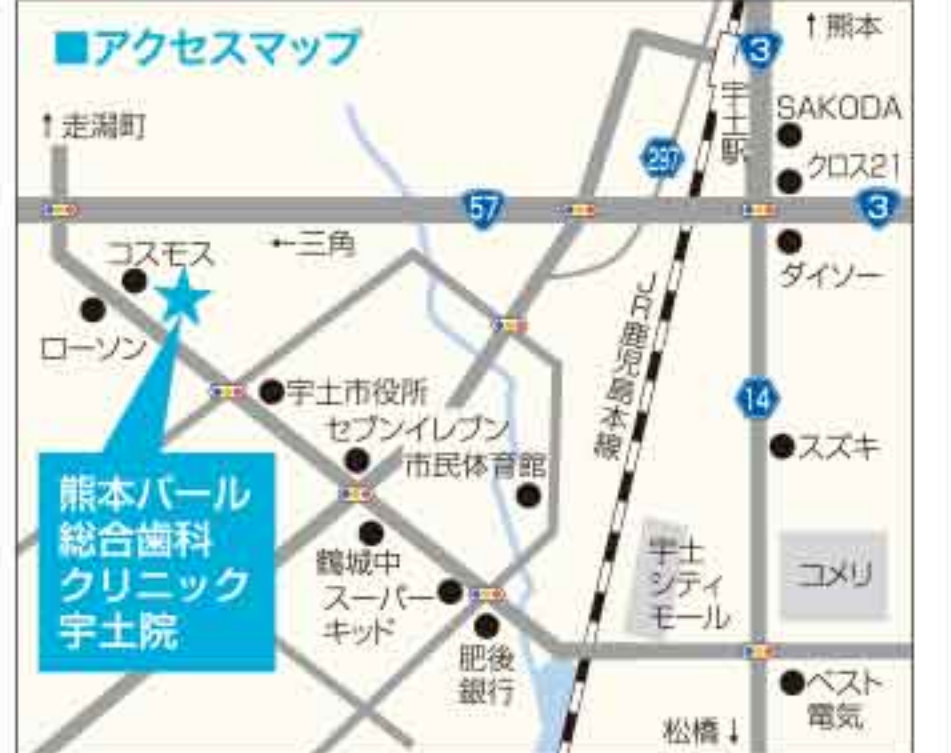 ■アクセスマップ
↑熊本
3
宇土駅
SAKODA
↑走潟町
297
クロス21
57
3
←三角
コスモス
ダイソー
ローソン
JR鹿児島本線
宇土市役所
14
セブンイレブン
市民体育館
スズキ
熊本パール
総合歯科
クリニック
宇土院
鶴城中
宇土
シティ
モール
コメリ
スーパー
キッド
肥後
銀行
ベスト
電気
松橋↓